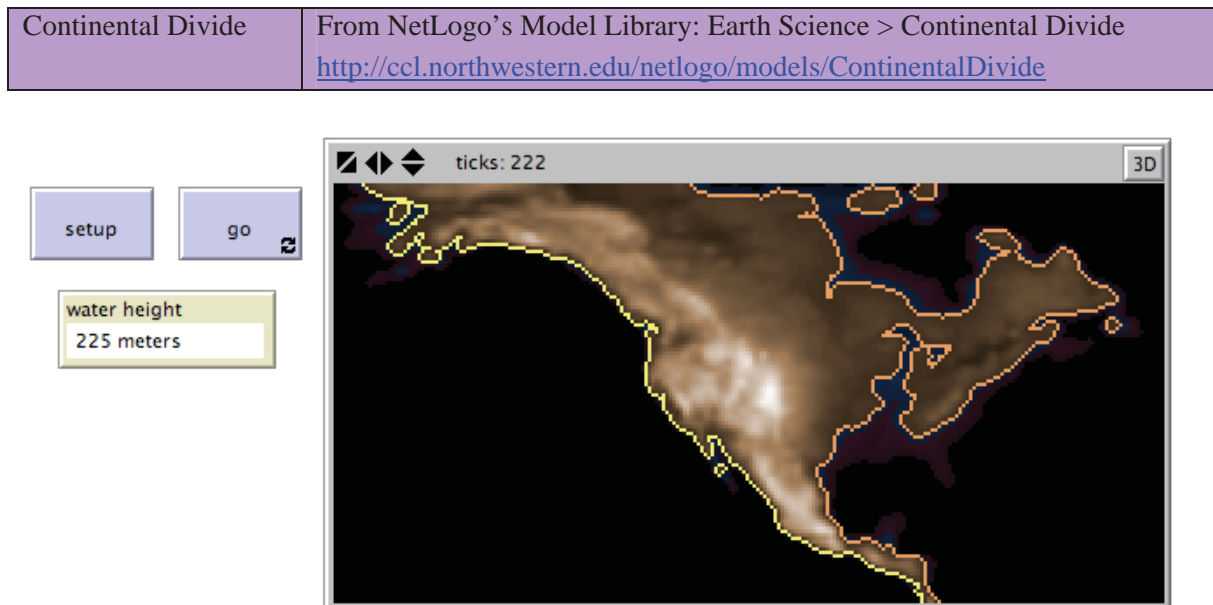 Continental Divide
From NetLogo’s Model Library: Earth Science > Continental Divide
http://ccl.northwestern.edu/netlogo/models/ContinentalDivide
ticks: 222
3D
setup
go
water height
225 meters